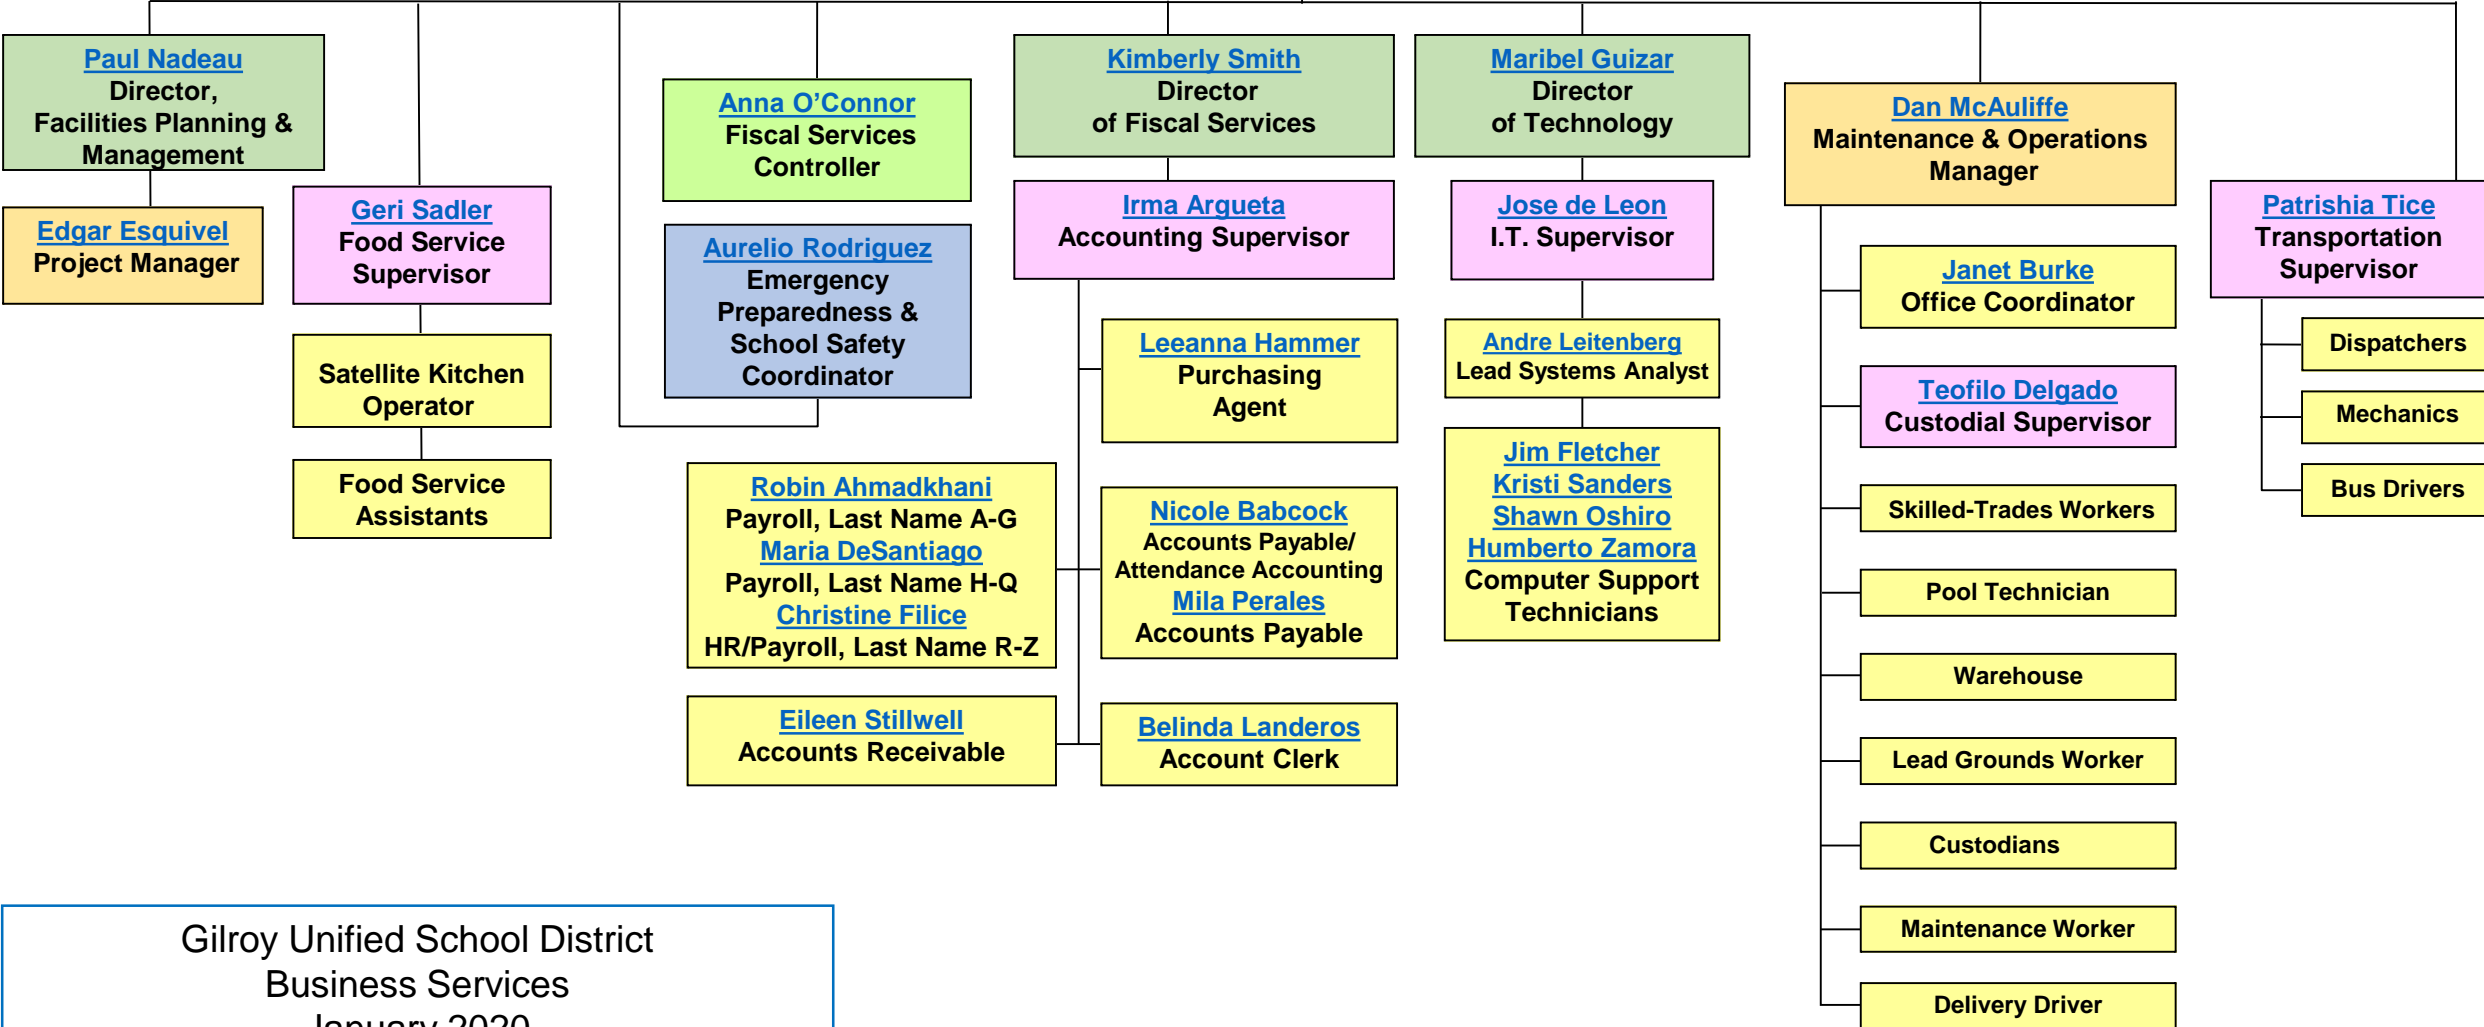 Paul Nadeau
Director,
Facilities Planning &
Management
Edgar Esquivel
Project Manager
Geri Sadler
Food Service
Supervisor
Satellite Kitchen
Operator
Food Service
Assistants
Anna O’Connor
Fiscal Services
Controller
Aurelio Rodriguez
Emergency
Preparedness &
School Safety
Coordinator
Kimberly Smith
Director
of Fiscal Services
Irma Argueta
Accounting Supervisor
Leeanna Hammer
Purchasing
Agent
Robin Ahmadkhani
Payroll, Last Name A-G
Maria DeSantiago
Payroll, Last Name H-Q
Christine Filice
HR/Payroll, Last Name R-Z
Nicole Babcock
Accounts Payable/
Attendance Accounting
Mila Perales
Accounts Payable
Eileen Stillwell
Accounts Receivable
Belinda Landeros
Account Clerk
Maribel Guizar
Director
of Technology
Jose de Leon
I.T. Supervisor
Andre Leitenberg
Lead Systems Analyst
Jim Fletcher
Kristi Sanders
Shawn Oshiro
Humberto Zamora
Computer Support
Technicians
Dan McAuliffe
Maintenance & Operations
Manager
Janet Burke
Office Coordinator
Teofilo Delgado
Custodial Supervisor
Skilled-Trades Workers
Pool Technician
Warehouse
Lead Grounds Worker
Custodians
Maintenance Worker
Delivery Driver
Patrishia Tice
Transportation
Supervisor
Dispatchers
Mechanics
Bus Drivers
Gilroy Unified School District
Business Services
January 2020